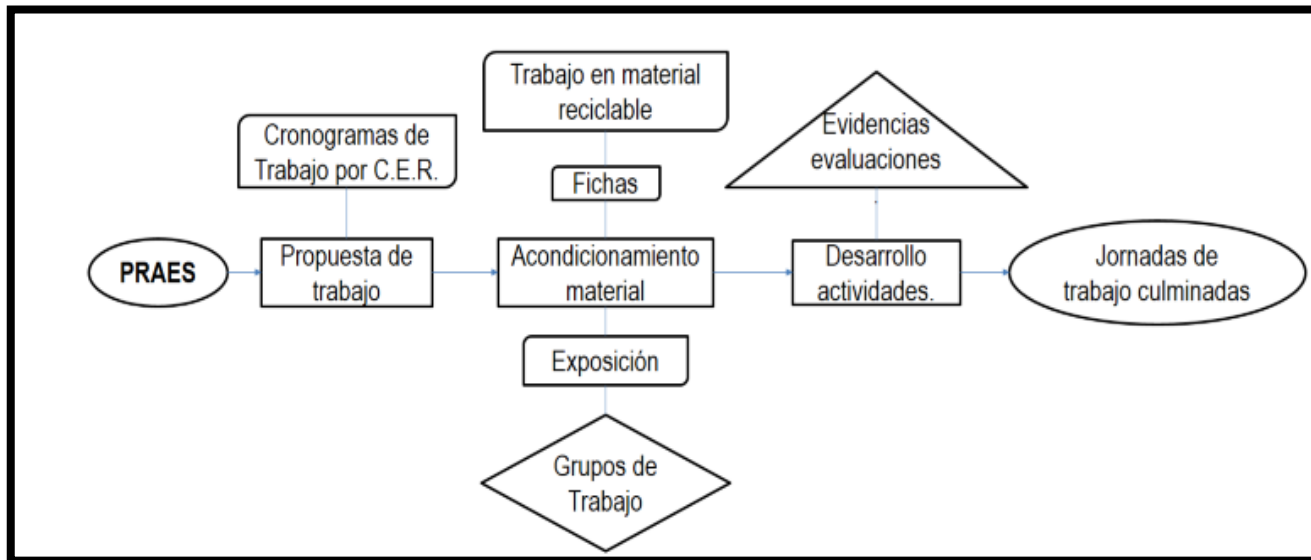 Trabajo en material
reciclable
Cronogramas de
Trabajo por C.E.R.
Evidencias
evaluaciones
Fichas
PRAES
Propuesta de
trabajo
Acondicionamiento
material
Desarrollo
actividades.
Jornadas de
trabajo culminadas
Exposición
Grupos de
Trabajo